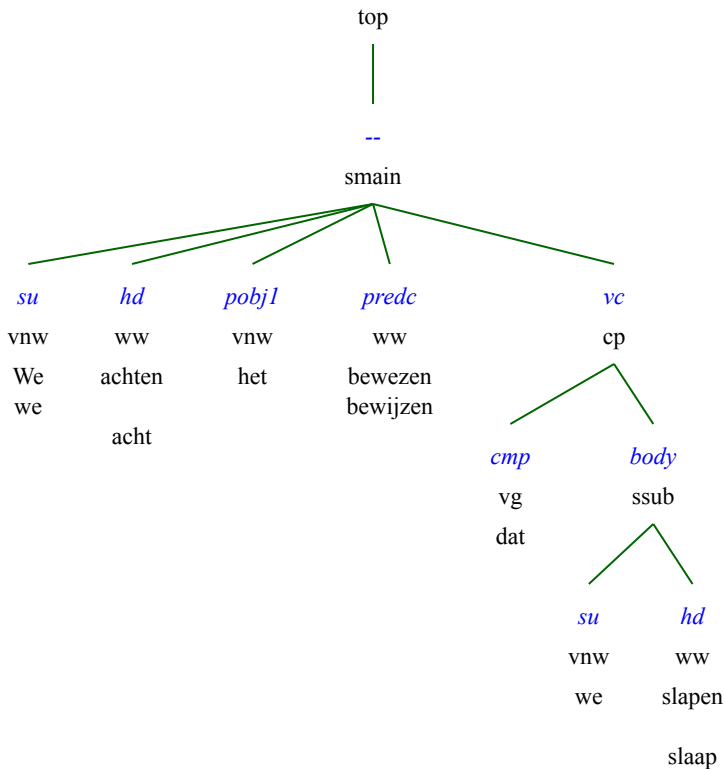 top
--
smain
su hd pobj1 predc vc
vnw ww vnw ww cp
We achten het bewezen
we bewijzen
acht
cmp body
vg ssub
dat
su hd
vnw ww
we slapen
slaap